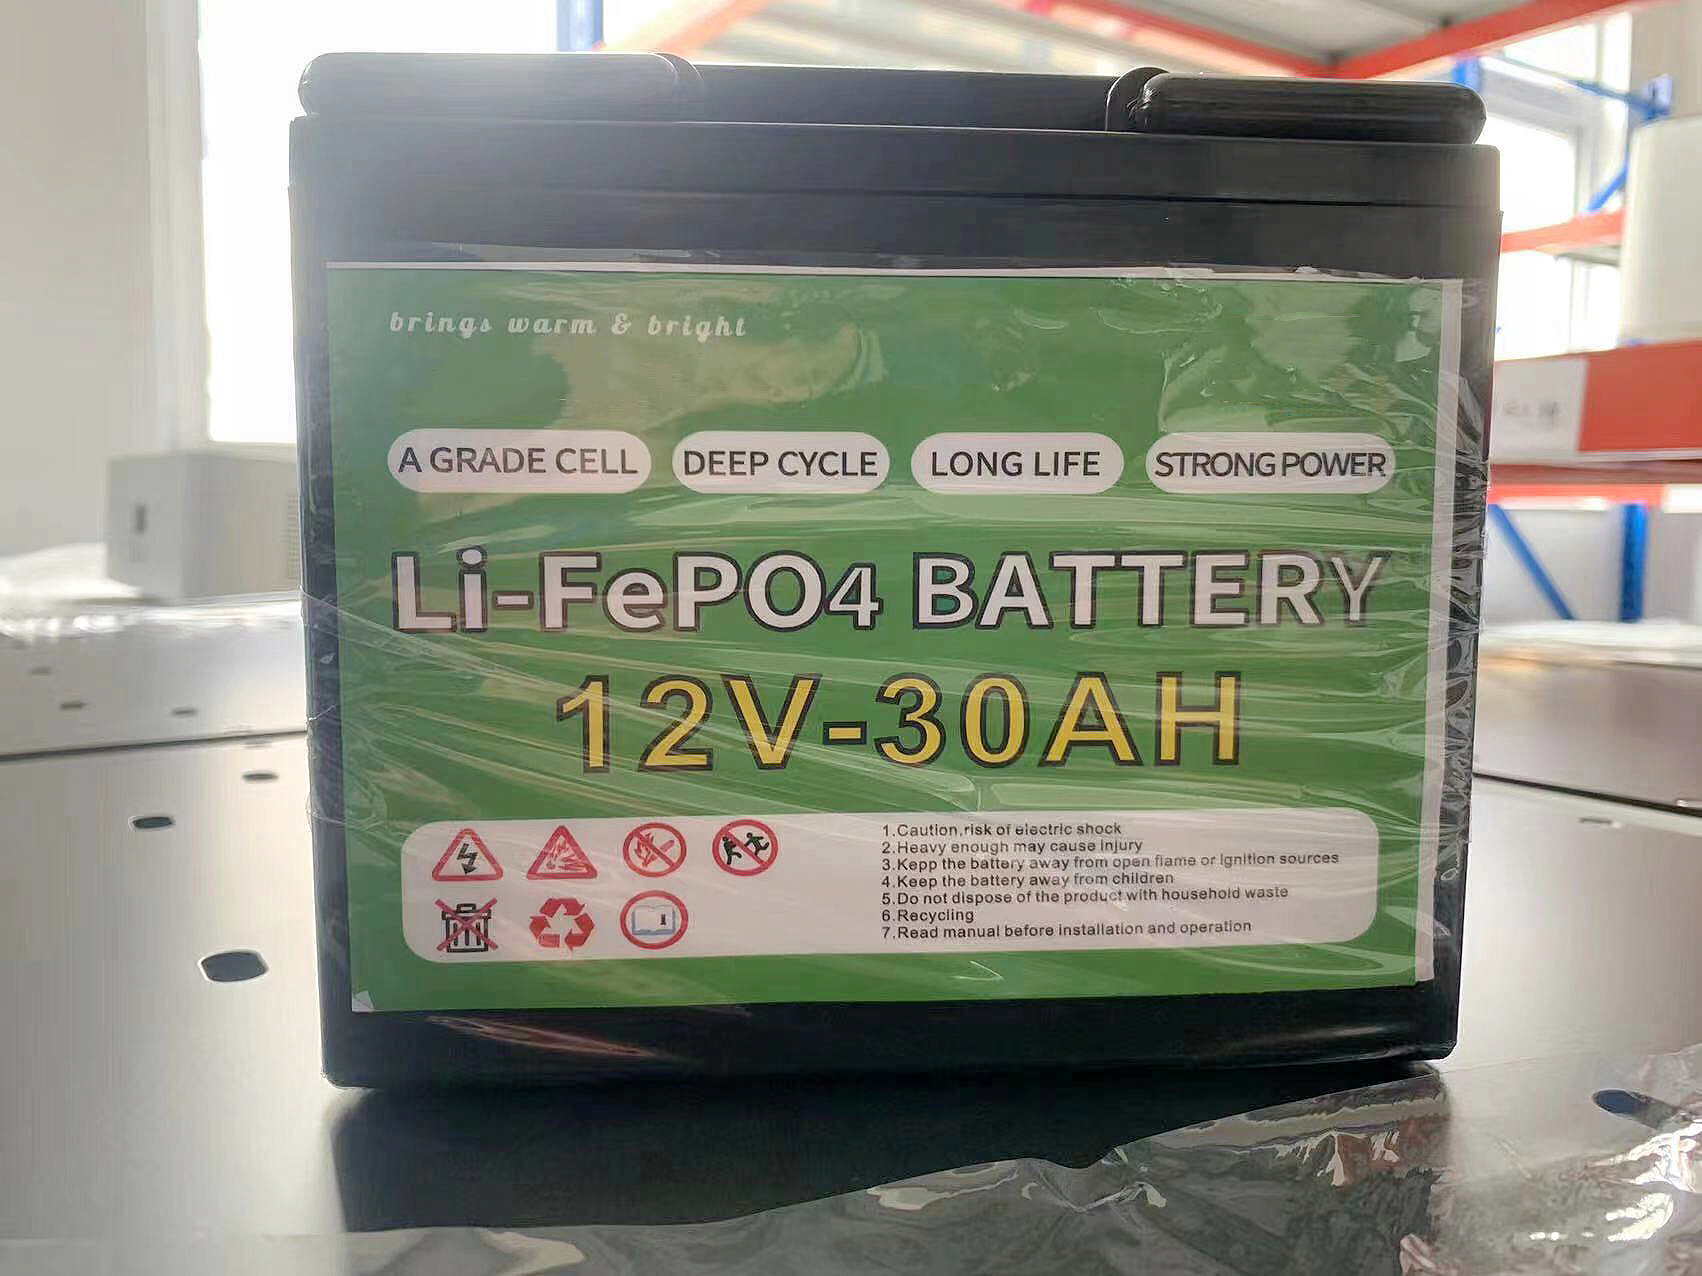 brings warm & bright
A GRADE CELL DEEP CYCLE LONG LIFE STRONG POWER
Li-FePO4 BATTERY
12V-30AH
1.Caution,risk of electric shock
2.Heavy enough may cause injury
3.Kepp the battery away from open flame or ignition sources
4.Keep the battery away from children
5.Do not dispose of the product with household waste
6.Recycling
7.Read manual before installation and operation